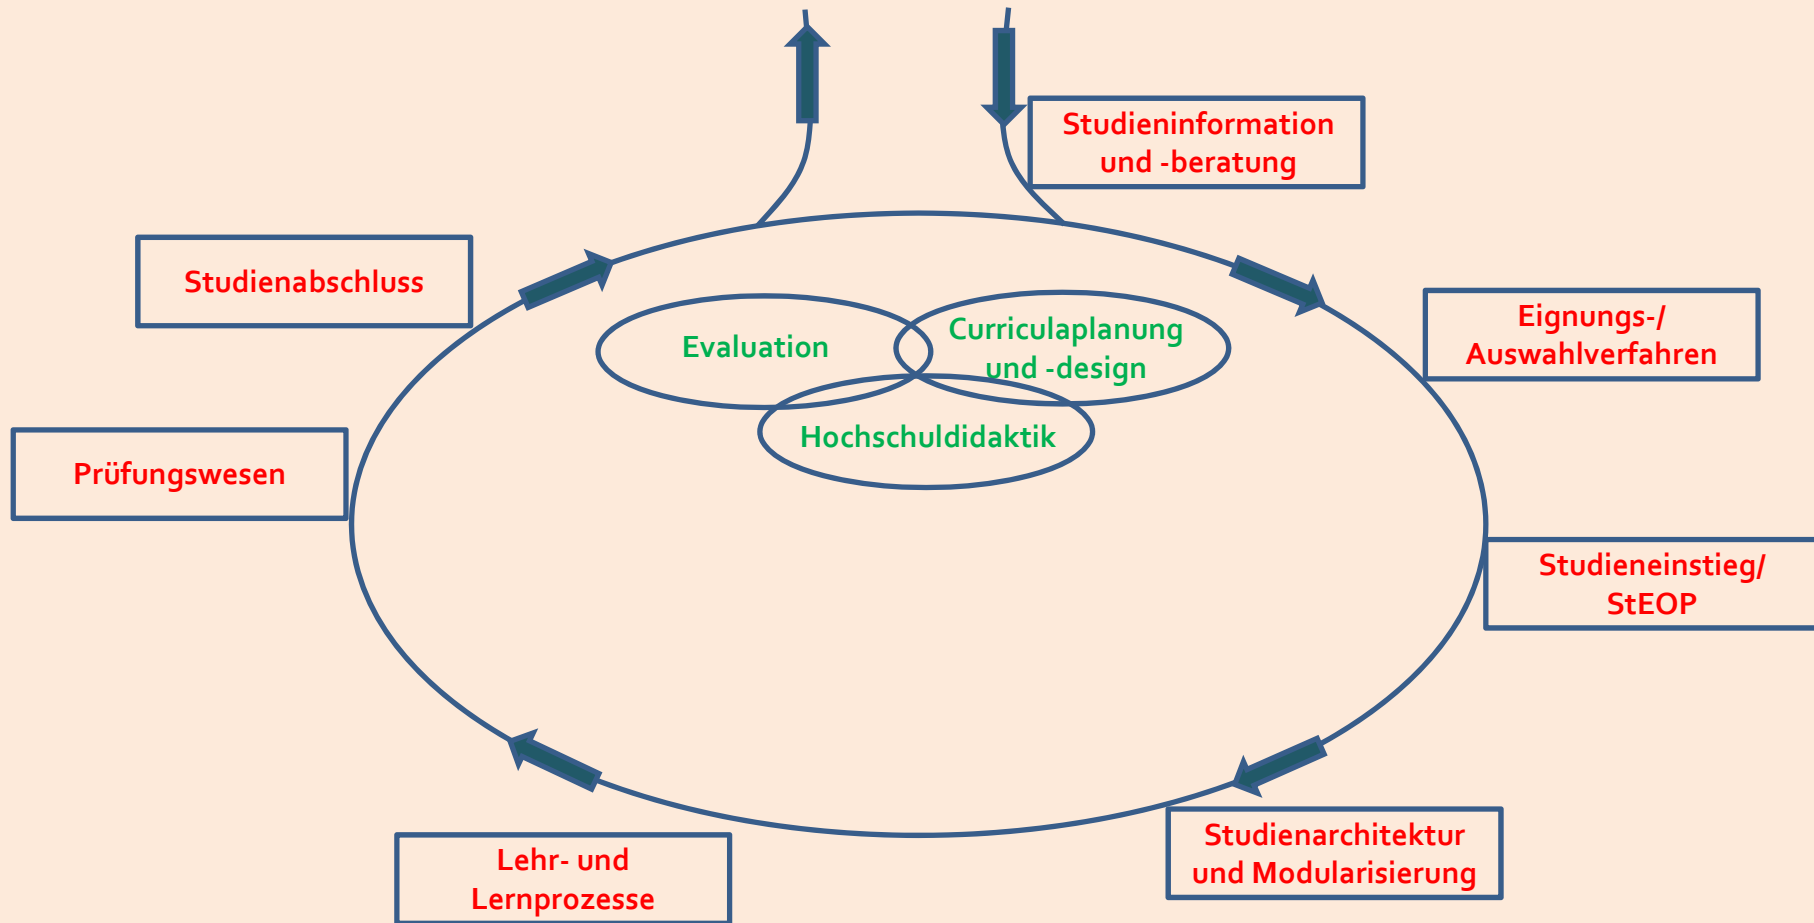 Studieninformation
und -beratung
Studienabschluss
Eignungs-/
Auswahlverfahren
Evaluation
Curriculaplanung
und -design
Hochschuldidaktik
Prüfungswesen
Studieneinstieg/
StEOP
Studienarchitektur
und Modularisierung
Lehr- und
Lernprozesse